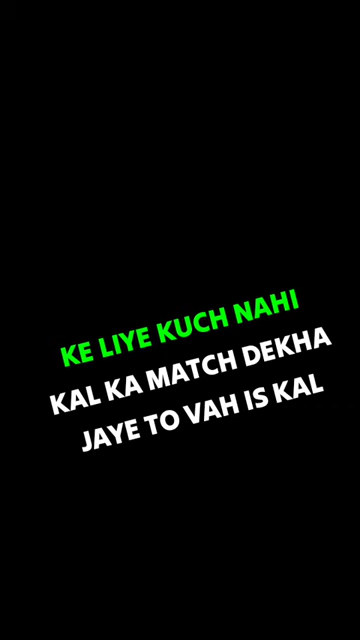 KE LIYE KUCH NAHI
KAL KA MATCH DEKHA
JAYE TO VAH IS KAL